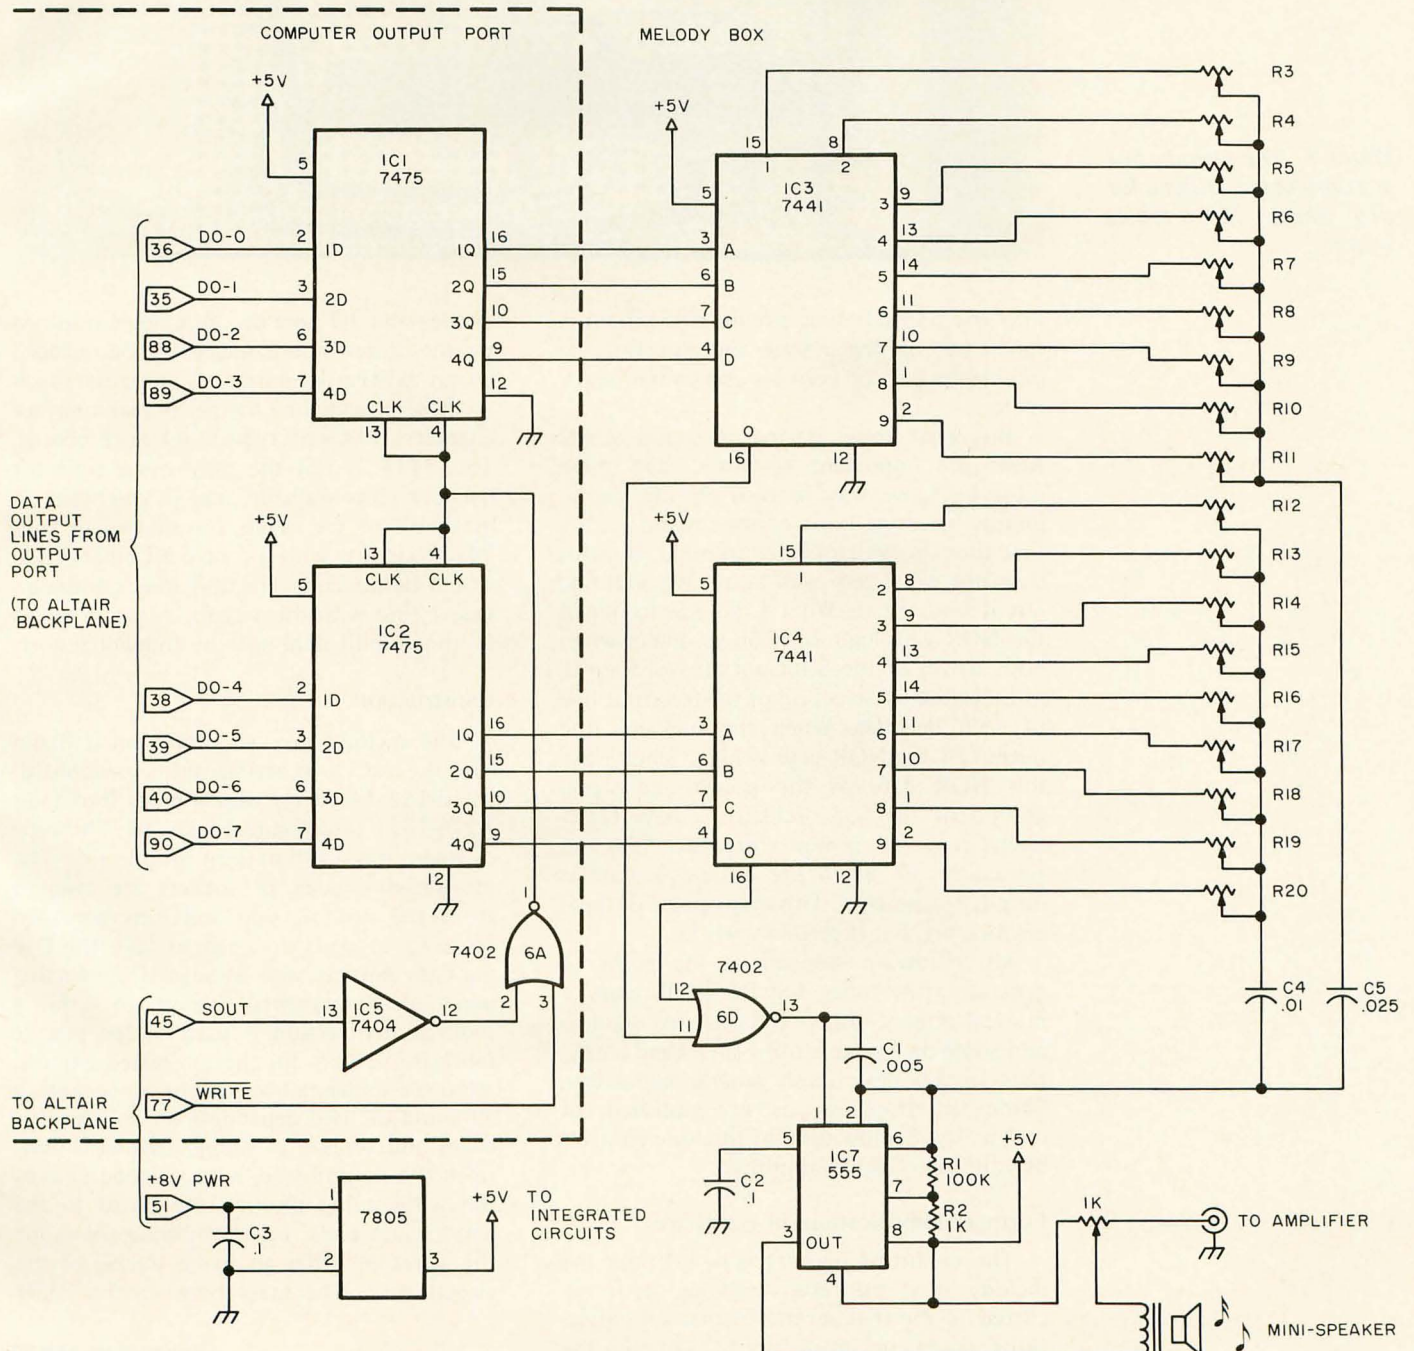 COMPUTER OUTPUT PORT
MELODY BOX
+5V
5
IC1
7475
36 DO-0 2 1D
35 DO-1 3 2D
88 DO-2 6 3D
89 DO-3 7 4D
1Q 16
2Q 15
3Q 10
4Q 9
12
CLK CLK
13 4
DATA
OUTPUT
LINES FROM
OUTPUT
PORT
(TO ALTAIR
BACKPLANE)
+5V
5
13 4
CLK CLK
IC2
7475
38 DO-4 2 1D
39 DO-5 3 2D
40 DO-6 6 3D
90 DO-7 7 4D
1Q 16
2Q 15
3Q 10
4Q 9
12
7402
6A
1
2 3
45 SOUT 13
IC5
7404
12
77 WRITE
TO ALTAIR
BACKPLANE
+8V PWR
51
C3
.1
1
2
7805
3
+5V
TO
INTEGRATED
CIRCUITS
+5V
5
15 8
1 2
IC3
7441
3 A
6 B
7 C
4 D
3 9
4 13
5 14
6 11
7 10
8 1
9 2
0
16 12
R3
R4
R5
R6
R7
R8
R9
R10
R11
+5V
5
15
1
IC4
7441
3 A
6 B
7 C
4 D
0
2 8
3 9
4 13
5 14
6 11
7 10
8 1
9 2
16 12
R12
R13
R14
R15
R16
R17
R18
R19
R20
C4
.01
C5
.025
7402
12
11
6D
13
C1
.005
1 2
5
IC7
555
6
7
8
3 OUT
4
C2
.1
R1
100K
R2
1K
+5V
1K
TO AMPLIFIER
MINI-SPEAKER